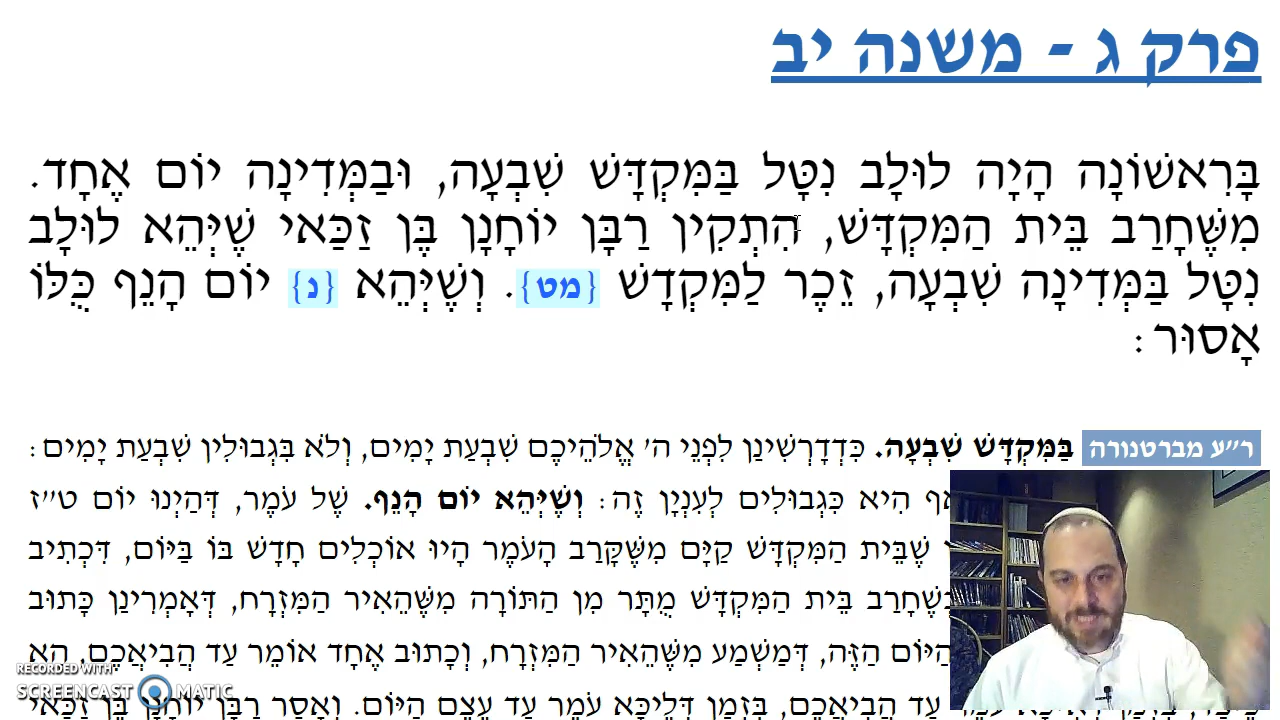 פרק ג - משנה יב
בָּרִאשׁוֹנָה הָיָה לוּלָב נִטָּל בַּמִּקְדָּשׁ שִׁבְעָה, וּבַמְּדִינָה יוֹם אֶחָד.
מִשֶּׁחָרַב בֵּית הַמִּקְדָּשׁ, הִתְקִין רַבָּן יוֹחָנָן בֶּן זַכַּאי שֶׁיְּהֵא לוּלָב
נִטָּל בַּמְּדִינָה שִׁבְעָה, זֵכֶר לַמִּקְדָּשׁ {מט}. וְשֶׁיְּהֵא {נ} יוֹם הָנֵף כֻּלּוֹ
אָסוּר:
ר"ע מברטנורה בַּמִּקְדָּשׁ שִׁבְעָה. כִּדְדָרְשִׁינַן לִפְנֵי ה' אֱלֹהֵיכֶם שִׁבְעַת יָמִים, וְלֹא בִּגְבוּלִין שִׁבְעַת יָמִים:
אַף הִיא כִּגְבוּלִים לְעִנְיָן זֶה: וְשֶׁיְּהֵא יוֹם הָנֵף. שֶׁל עֹמֶר, דְּהַיְנוּ יוֹם ט"ז
שֶׁבֵּית הַמִּקְדָּשׁ קַיָּם מִשֶּׁקָּרַב הָעֹמֶר הָיוּ אוֹכְלִים חָדָשׁ בּוֹ בַּיּוֹם, דִּכְתִיב
כְּשֶׁחָרַב בֵּית הַמִּקְדָּשׁ מֻתָּר מִן הַתּוֹרָה מִשֶּׁהֵאִיר הַמִּזְרָח, דְּאָמְרִינַן כָּתוּב
הַיּוֹם הַזֶּה, דְּמַשְׁמַע מִשֶּׁהֵאִיר הַמִּזְרָח, וְכָתוּב אֶחָד אוֹמֵר עַד הֲבִיאֲכֶם, הָא
עַד הֲבִיאֲכֶם, בִּזְמַן דְּלֵיכָּא עֹמֶר עַד עֶצֶם הַיּוֹם. וְאָסַר רַבָּן יוֹחָנָן בֶּן זַכַּאי
RECORDED WITH
SCREENCAST MATIC